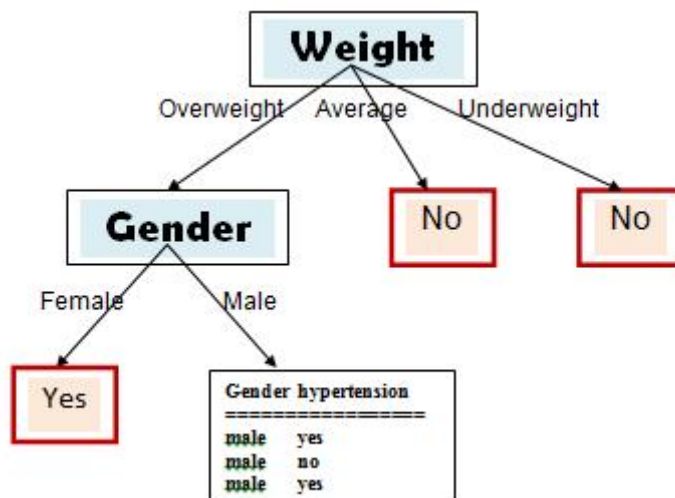 Weight
Overweight Average Underweight
Gender
No
No
Female Male
Yes
Gender hypertension
=================
male yes
male no
male yes